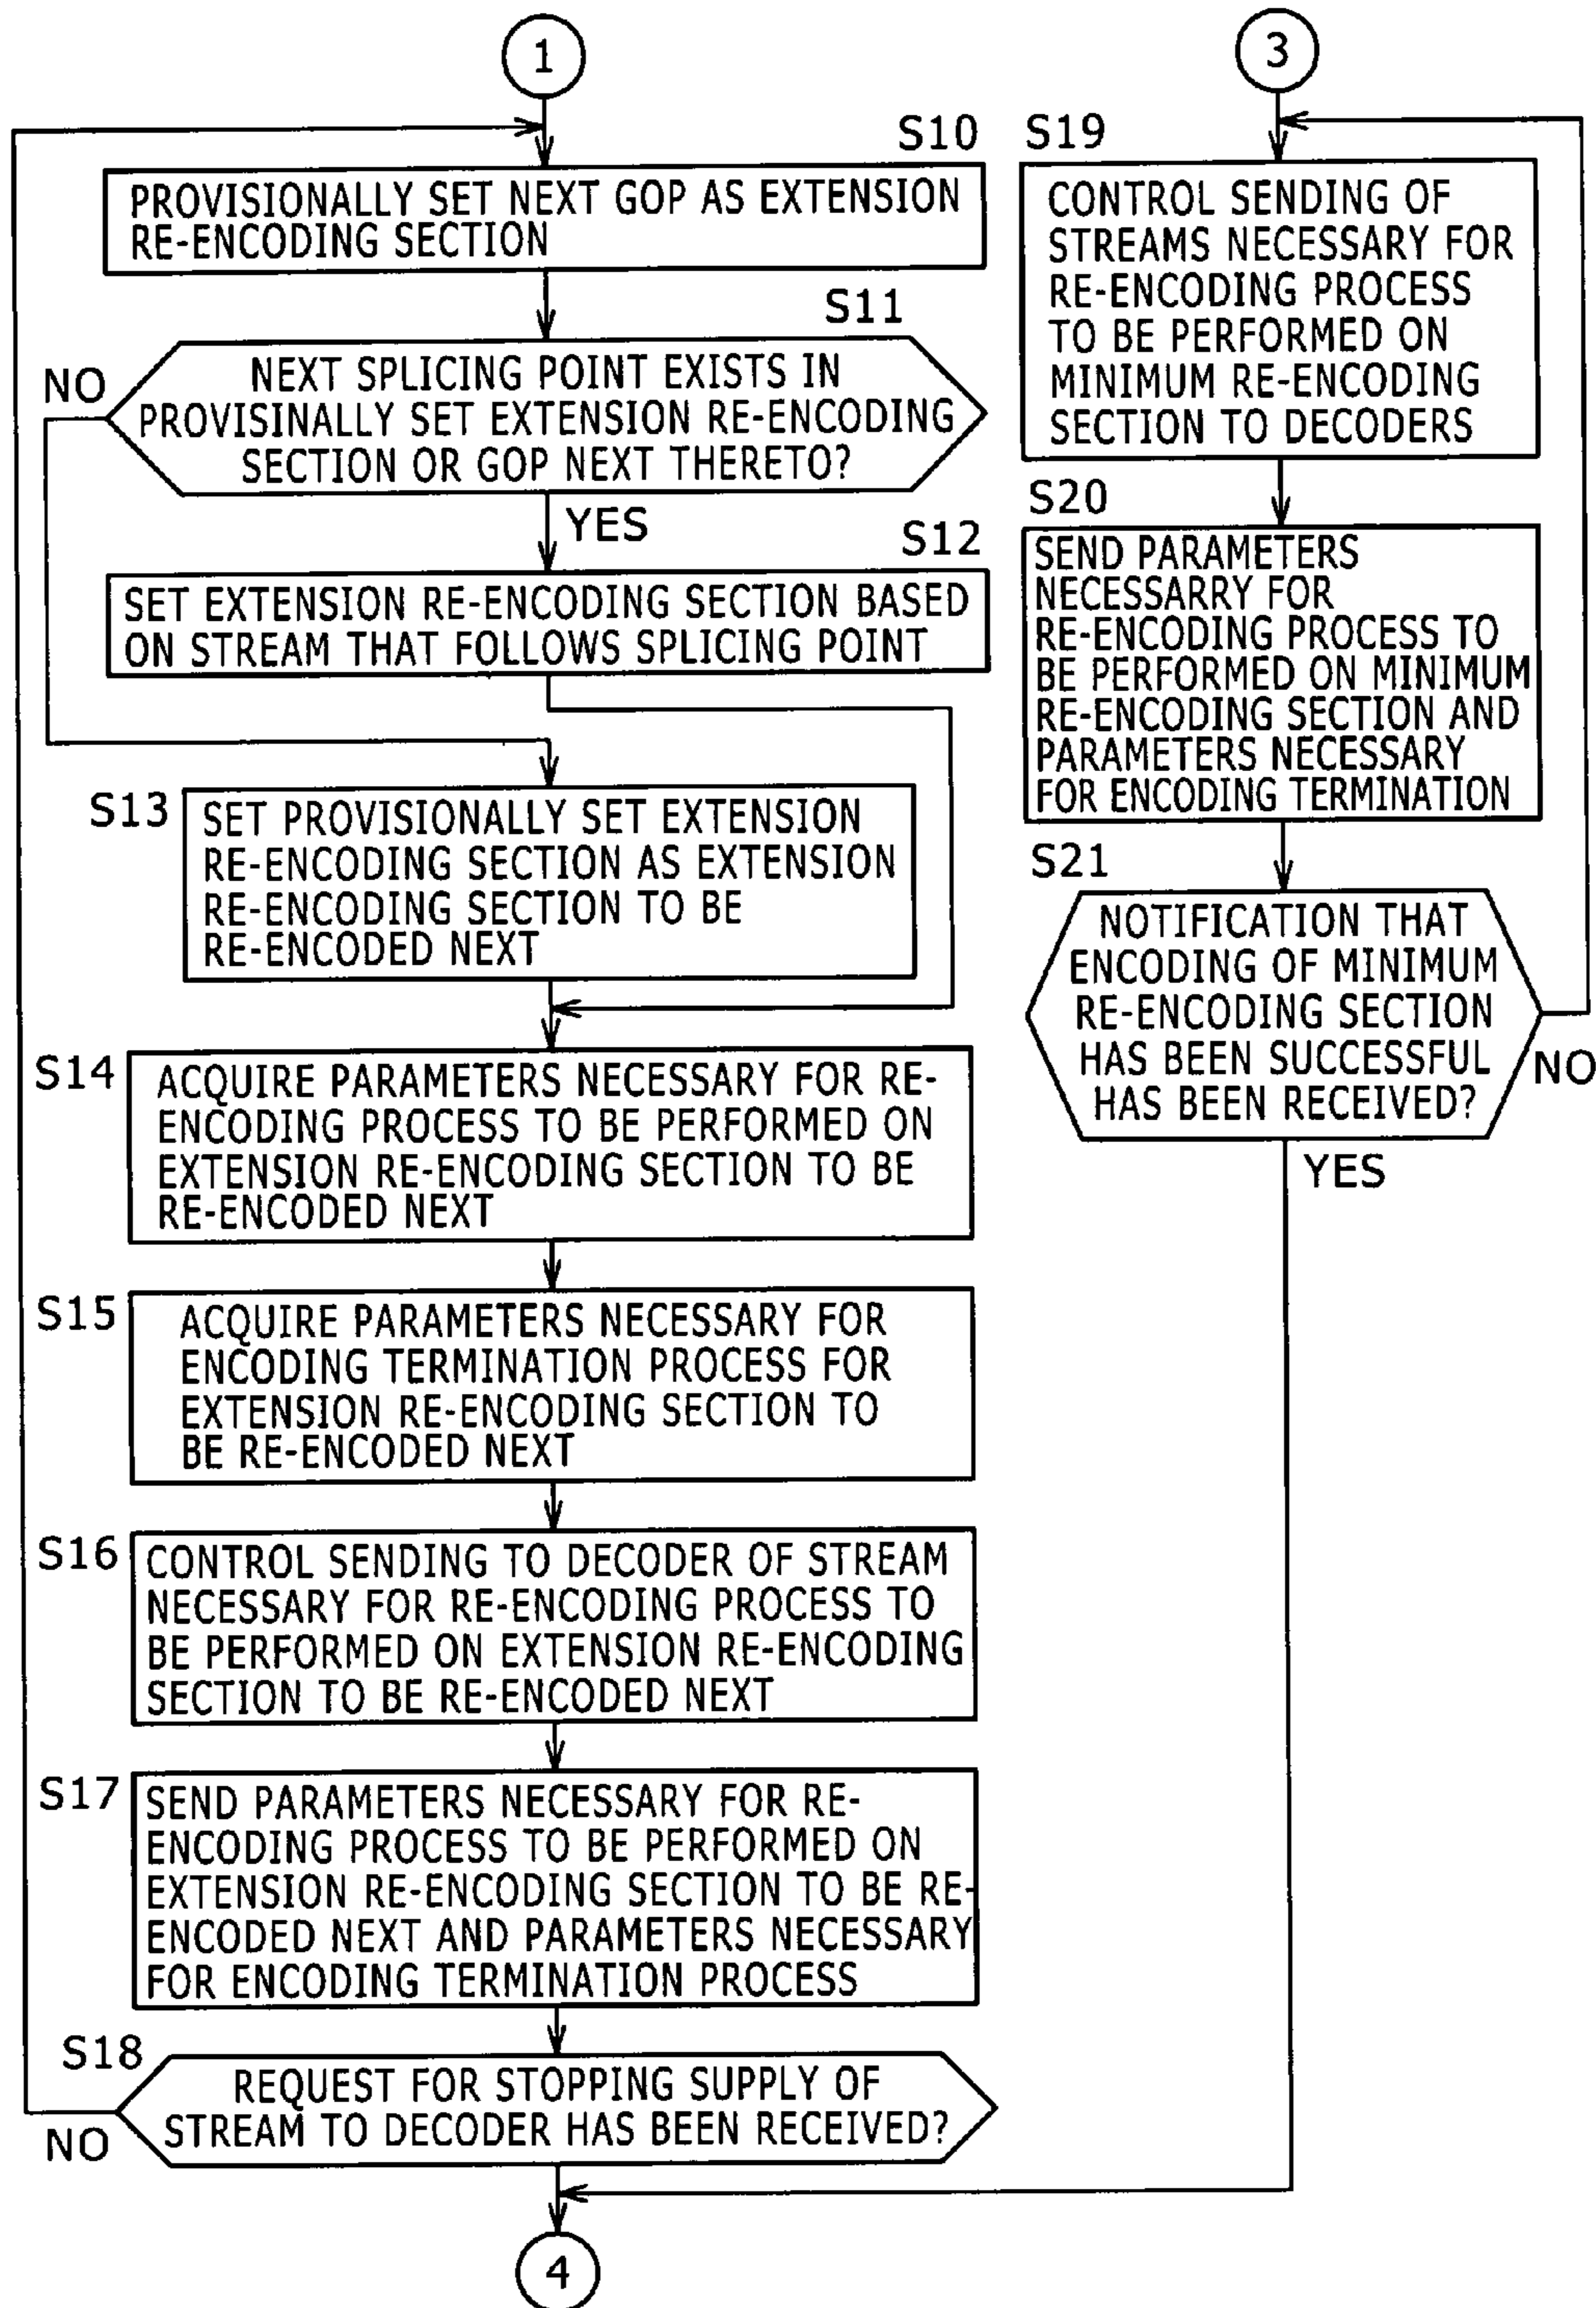 1
S10
PROVISIONALLY SET NEXT GOP AS EXTENSION
RE-ENCODING SECTION
S11
NEXT SPLICING POINT EXISTS IN
PROVISINALLY SET EXTENSION RE-ENCODING
SECTION OR GOP NEXT THERETO?
NO
YES
S12
SET EXTENSION RE-ENCODING SECTION BASED
ON STREAM THAT FOLLOWS SPLICING POINT
S13
SET PROVISIONALLY SET EXTENSION
RE-ENCODING SECTION AS EXTENSION
RE-ENCODING SECTION TO BE
RE-ENCODED NEXT
S14
ACQUIRE PARAMETERS NECESSARY FOR RE-
ENCODING PROCESS TO BE PERFORMED ON
EXTENSION RE-ENCODING SECTION TO BE
RE-ENCODED NEXT
S15
ACQUIRE PARAMETERS NECESSARY FOR
ENCODING TERMINATION PROCESS FOR
EXTENSION RE-ENCODING SECTION TO
BE RE-ENCODED NEXT
S16
CONTROL SENDING TO DECODER OF STREAM
NECESSARY FOR RE-ENCODING PROCESS TO
BE PERFORMED ON EXTENSION RE-ENCODING
SECTION TO BE RE-ENCODED NEXT
S17
SEND PARAMETERS NECESSARY FOR RE-
ENCODING PROCESS TO BE PERFORMED ON
EXTENSION RE-ENCODING SECTION TO BE RE-
ENCODED NEXT AND PARAMETERS NECESSARY
FOR ENCODING TERMINATION PROCESS
S18
REQUEST FOR STOPPING SUPPLY OF
STREAM TO DECODER HAS BEEN RECEIVED?
NO
4
3
S19
CONTROL SENDING OF
STREAMS NECESSARY FOR
RE-ENCODING PROCESS
TO BE PERFORMED ON
MINIMUM RE-ENCODING
SECTION TO DECODERS
S20
SEND PARAMETERS
NECESSARRY FOR
RE-ENCODING PROCESS TO
BE PERFORMED ON MINIMUM
RE-ENCODING SECTION AND
PARAMETERS NECESSARY
FOR ENCODING TERMINATION
S21
NOTIFICATION THAT
ENCODING OF MINIMUM
RE-ENCODING SECTION
HAS BEEN SUCCESSFUL
HAS BEEN RECEIVED?
NO
YES